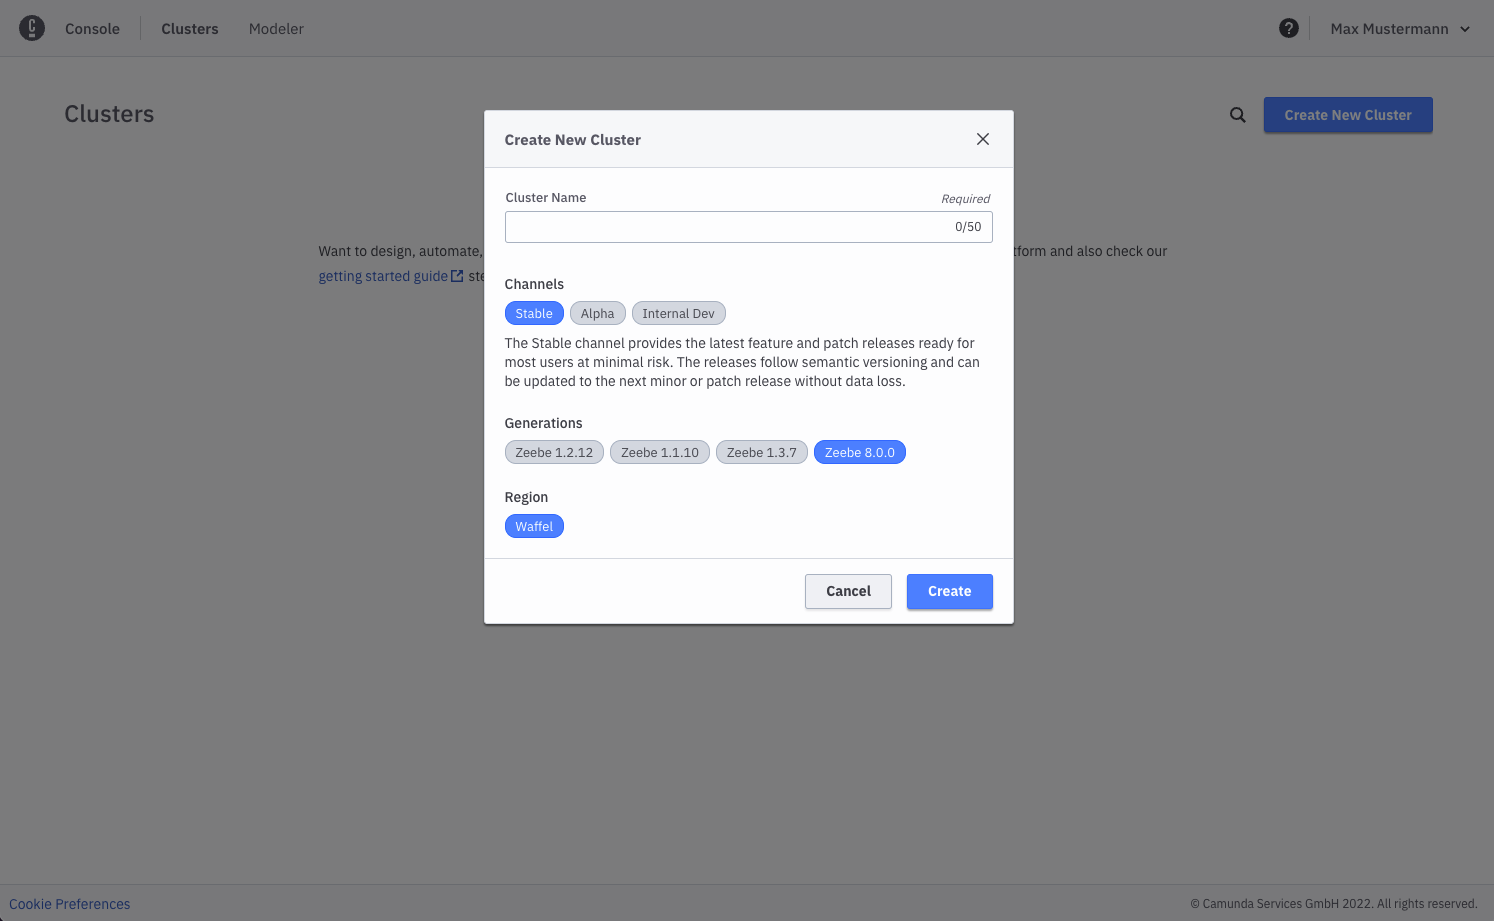 Console
Clusters
Modeler
Max Mustermann
Clusters
Create New Cluster
Create New Cluster
Cluster Name
Required
0/50
Want to design, automate,
tform and also check our
getting started guide
ste
Channels
Stable
Alpha
Internal Dev
The Stable channel provides the latest feature and patch releases ready for
most users at minimal risk. The releases follow semantic versioning and can
be updated to the next minor or patch release without data loss.
Generations
Zeebe 1.2.12
Zeebe 1.1.10
Zeebe 1.3.7
Zeebe 8.0.0
Region
Waffel
Cancel
Create
Cookie Preferences
© Camunda Services GmbH 2022. All rights reserved.